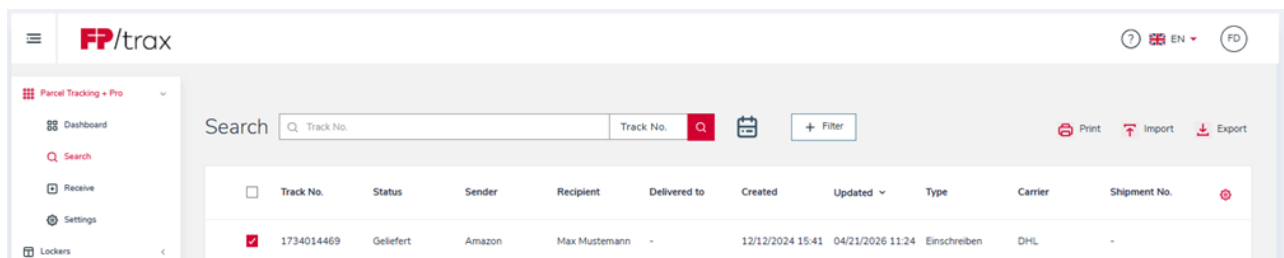 FP/trax
? EN FD
Parcel Tracking + Pro
Dashboard
Search
Receive
Settings
Lockers
Search Track No. Track No. + Filter Print Import Export
Track No. Status Sender Recipient Delivered to Created Updated Type Carrier Shipment No.
1734014469 Geliefert Amazon Max Mustemann - 12/12/2024 15:41 04/21/2026 11:24 Einschreiben DHL -